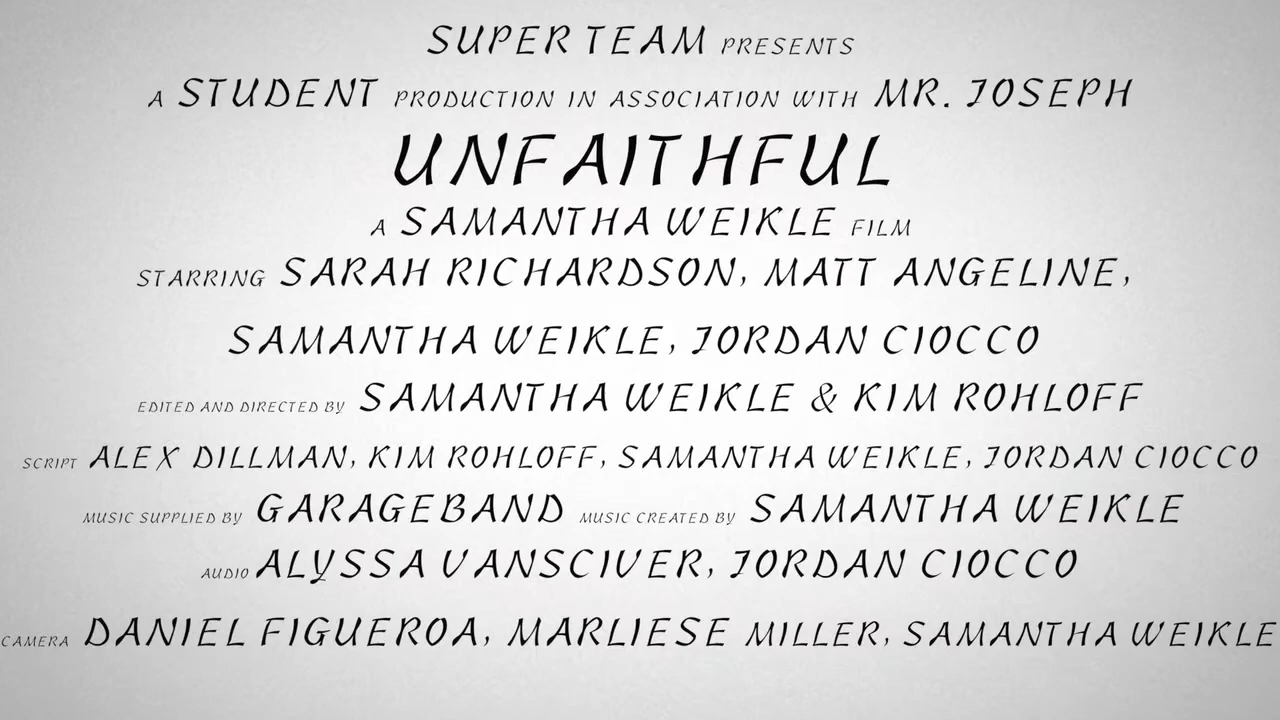 SUPER TEAM PRESENTS
A STUDENT PRODUCTION IN ASSOCIATION WITH MR. JOSEPH
UNFAITHFUL
A SAMANTHA WEIKLE FILM
STARRING SARAH RICHARDSON, MATT ANGELINE,
SAMANTHA WEIKLE, JORDAN CIOCCO
EDITED AND DIRECTED BY SAMANTHA WEIKLE & KIM ROHLOFF
SCRIPT ALEX DILLMAN, KIM ROHLOFF, SAMANTHA WEIKLE, JORDAN CIOCCO
MUSIC SUPPLIED BY GARAGEBAND MUSIC CREATED BY SAMANTHA WEIKLE
AUDIO ALYSSA VANSCIVER, JORDAN CIOCCO
CAMERA DANIEL FIGUEROA, MARLIESE MILLER, SAMANTHA WEIKLE